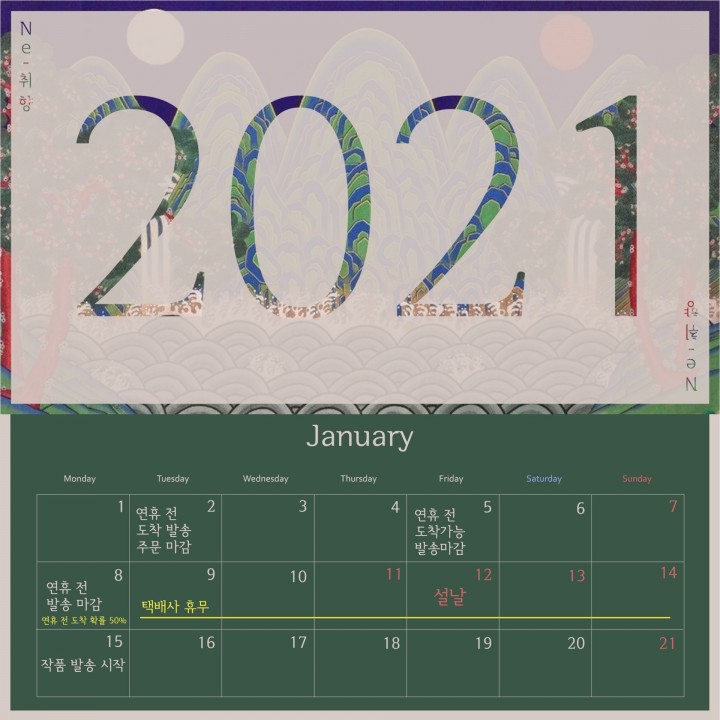 Ne-취향
2021
Ne-취향
January
Monday Tuesday Wednesday Thursday Friday Saturday Sunday
1 2 3 4 5 6 7
연휴 전
도착 발송
주문 마감
연휴 전
도착가능
발송마감
8 9 10 11 12 13 14
연휴 전
발송 마감
연휴 전 도착 확률 50%
택배사 휴무
설날
15 16 17 18 19 20 21
작품 발송 시작